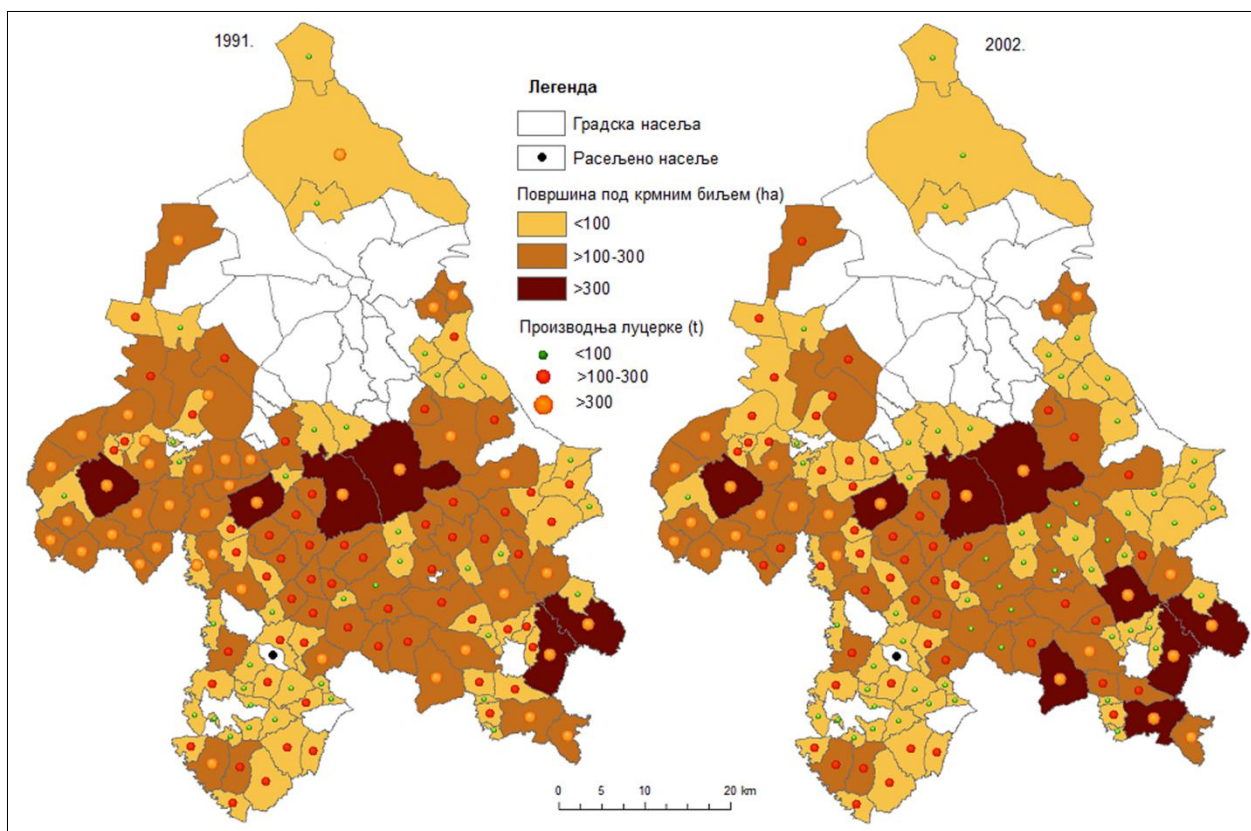 1991.
2002.
Легенда
Градска насеља
Расељено насеље
Површина под крмним биљем (ha)
<100
>100-300
>300
Производња луцерке (t)
<100
>100-300
>300
0 5 10 20 km